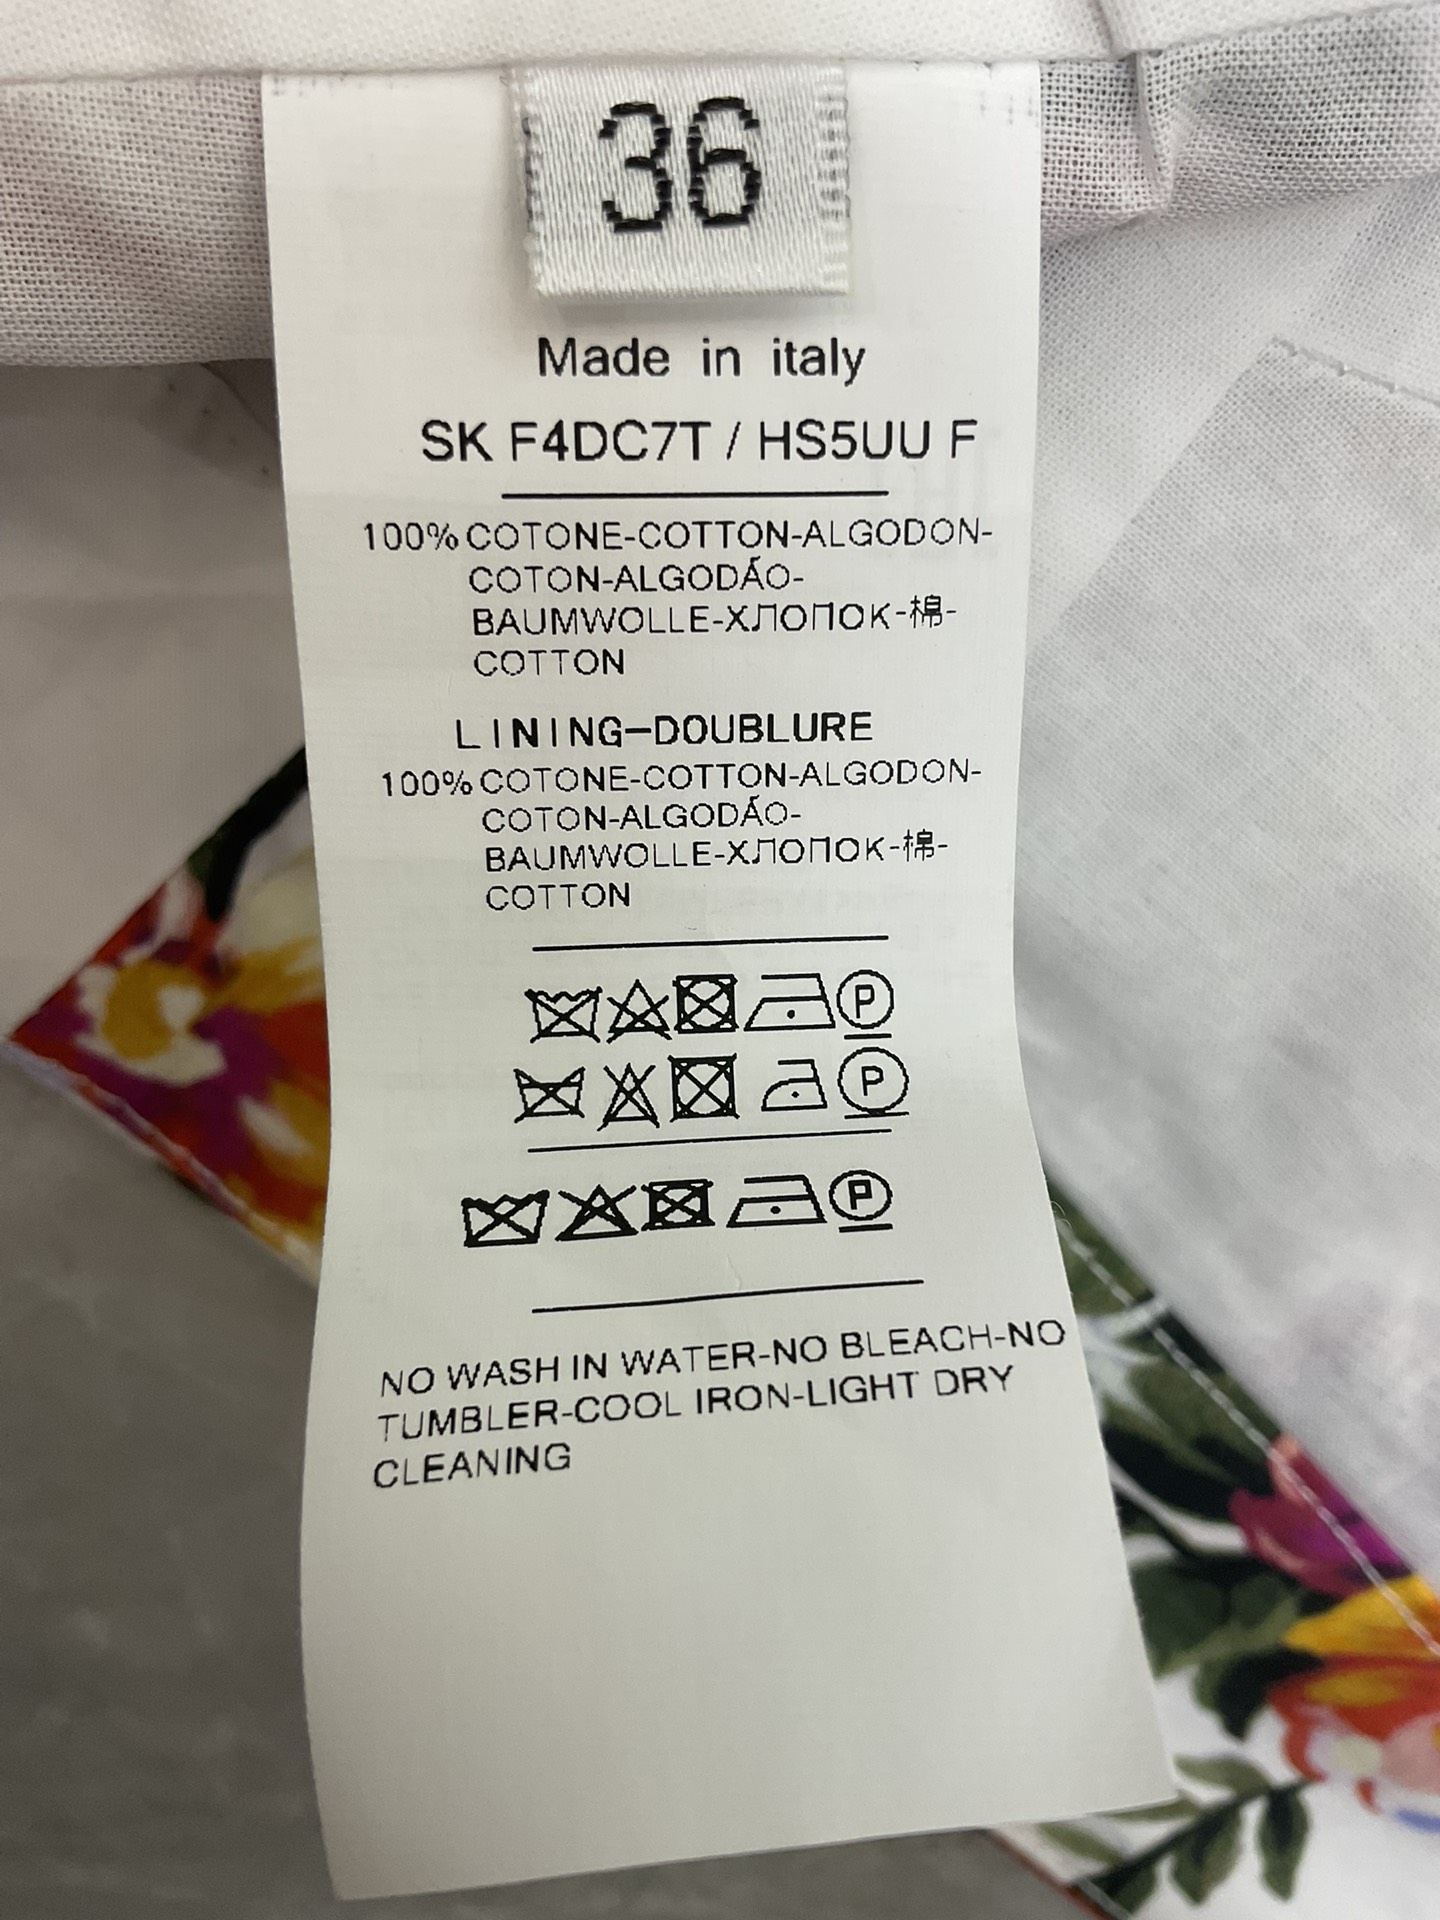 36
Made in italy
SK F4DC7T / HS5UU F
100% COTONE-COTTON-ALGODON-
COTON-ALGODÃO-
BAUMWOLLE-ХЛОПОК-棉-
COTTON
LINING-DOUBLURE
100% COTONE-COTTON-ALGODON-
COTON-ALGODÃO-
BAUMWOLLE-ХЛОПОК-棉-
COTTON
P
P
P
NO WASH IN WATER-NO BLEACH-NO
TUMBLER-COOL IRON-LIGHT DRY
CLEANING